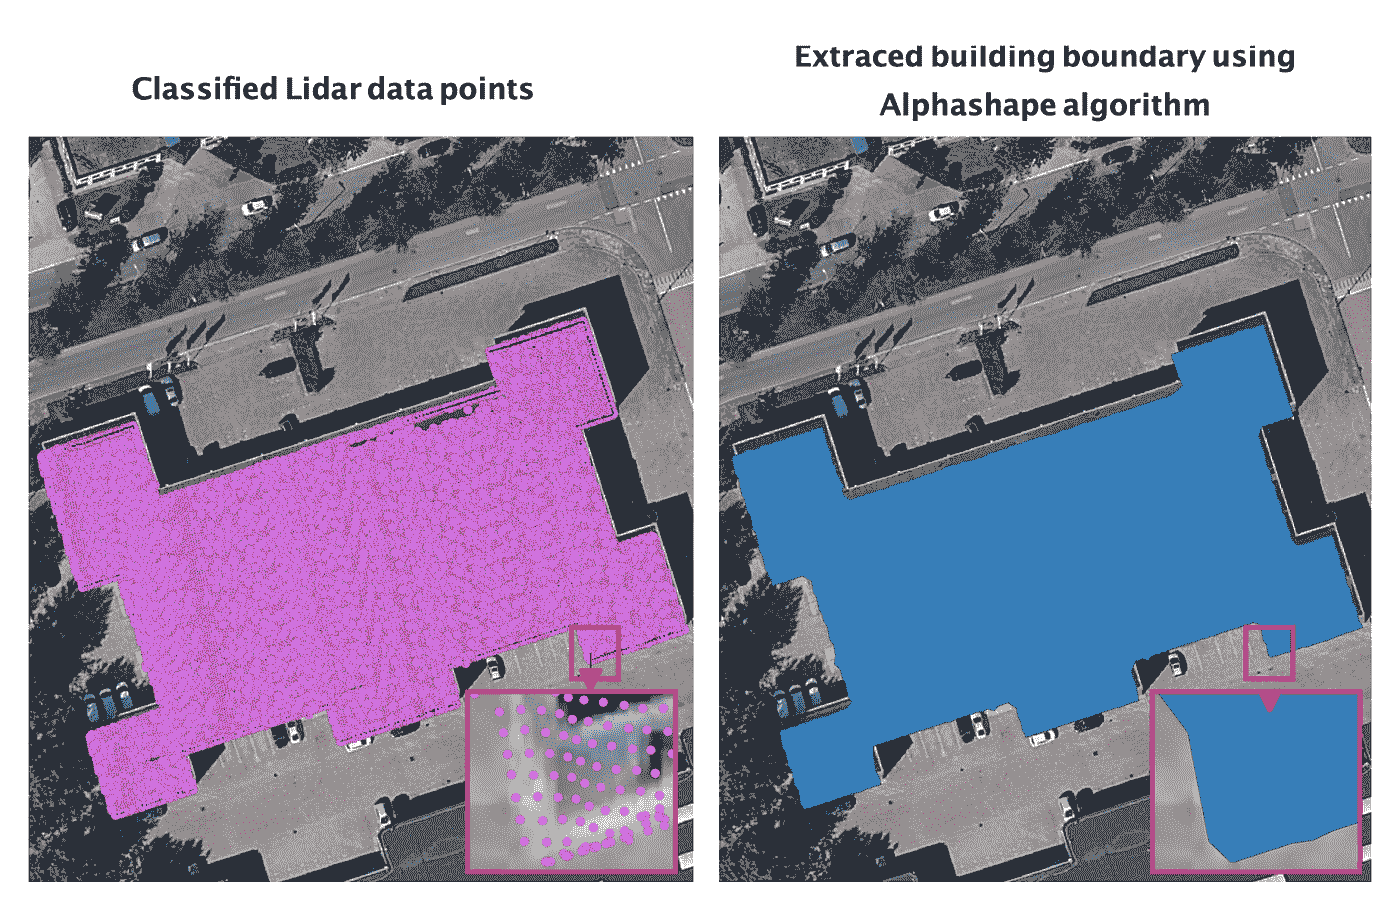 Classified Lidar data points
Extraced building boundary using
Alphashape algorithm